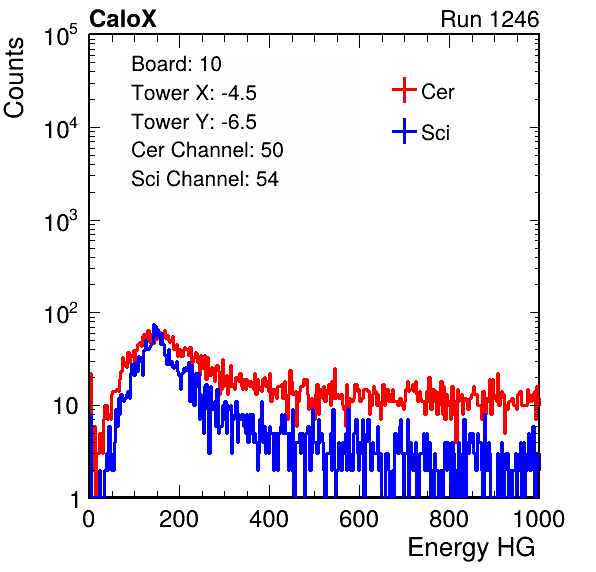 CaloX Run 1246
Counts
10^5
10^4
10^3
10^2
10
1
Board: 10
Tower X: -4.5
Tower Y: -6.5
Cer Channel: 50
Sci Channel: 54
Cer
Sci
0 200 400 600 800 1000
Energy HG